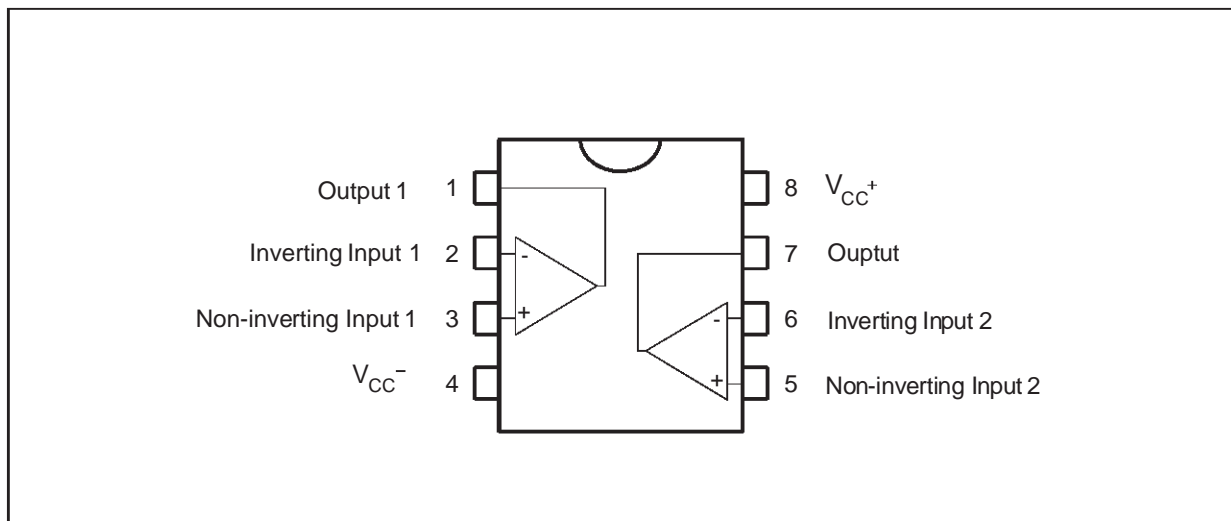 Output 1 1
Inverting Input 1 2
Non-inverting Input 1 3
VCC− 4
8 VCC+
7 Ouptut
6 Inverting Input 2
5 Non-inverting Input 2
-
+
-
+